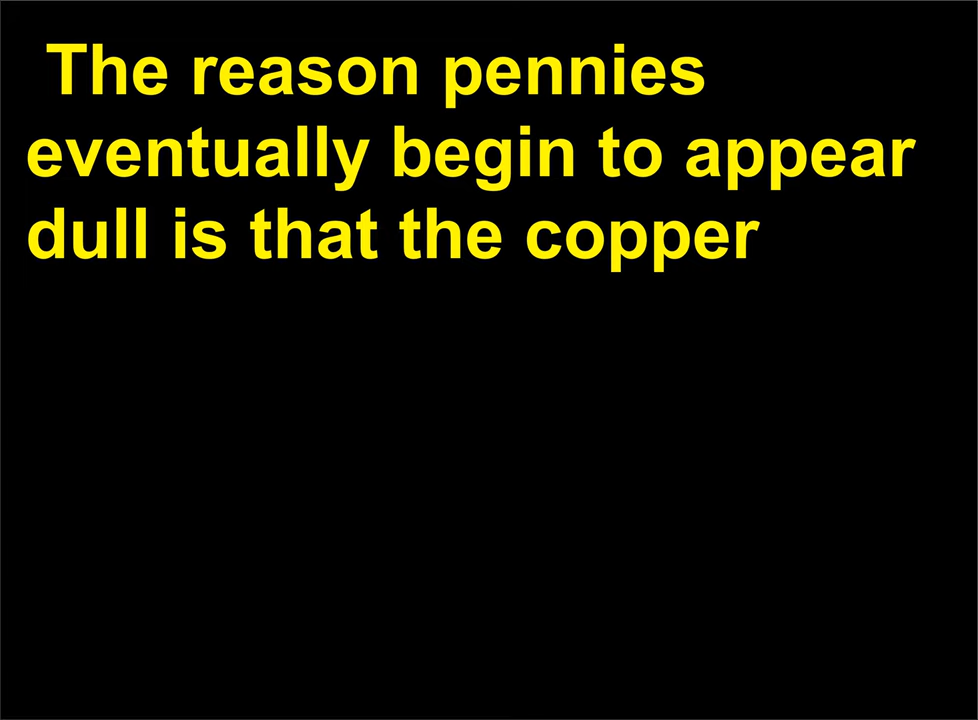 The reason pennies
eventually begin to appear
dull is that the copper